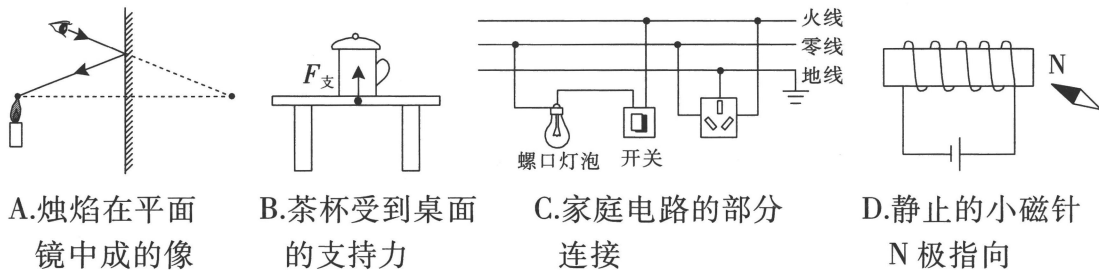 火线
零线
地线
F支
N
螺口灯泡
开关
A.烛焰在平面
镜中成的像
B.茶杯受到桌面
的支持力
C.家庭电路的部分
连接
D.静止的小磁针
N极指向